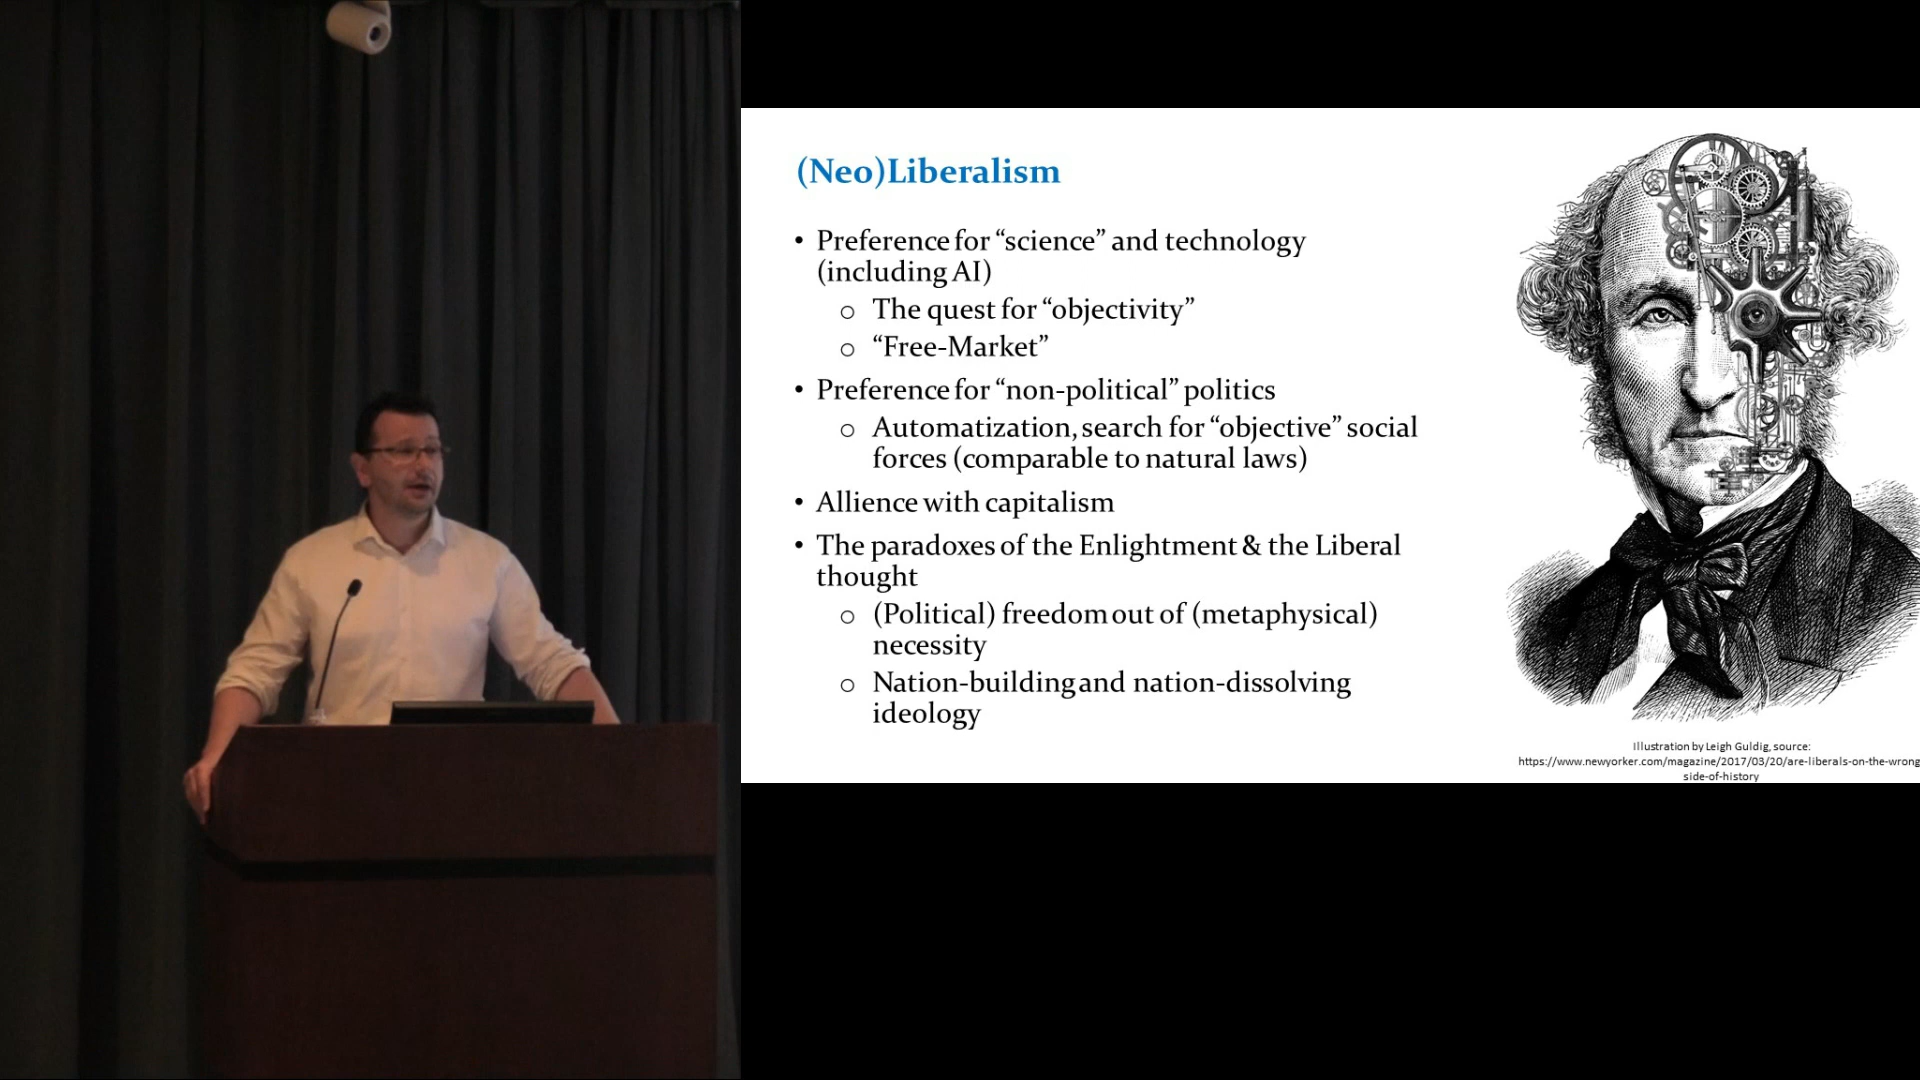 (Neo)Liberalism
• Preference for “science” and technology
(including AI)
o The quest for “objectivity”
o “Free-Market”
• Preference for “non-political” politics
o Automatization, search for “objective” social
forces (comparable to natural laws)
• Allience with capitalism
• The paradoxes of the Enlightment & the Liberal
thought
o (Political) freedom out of (metaphysical)
necessity
o Nation-building and nation-dissolving
ideology
Illustration by Leigh Guldig, source:
https://www.newyorker.com/magazine/2017/03/20/are-liberals-on-the-wrong
side-of-history